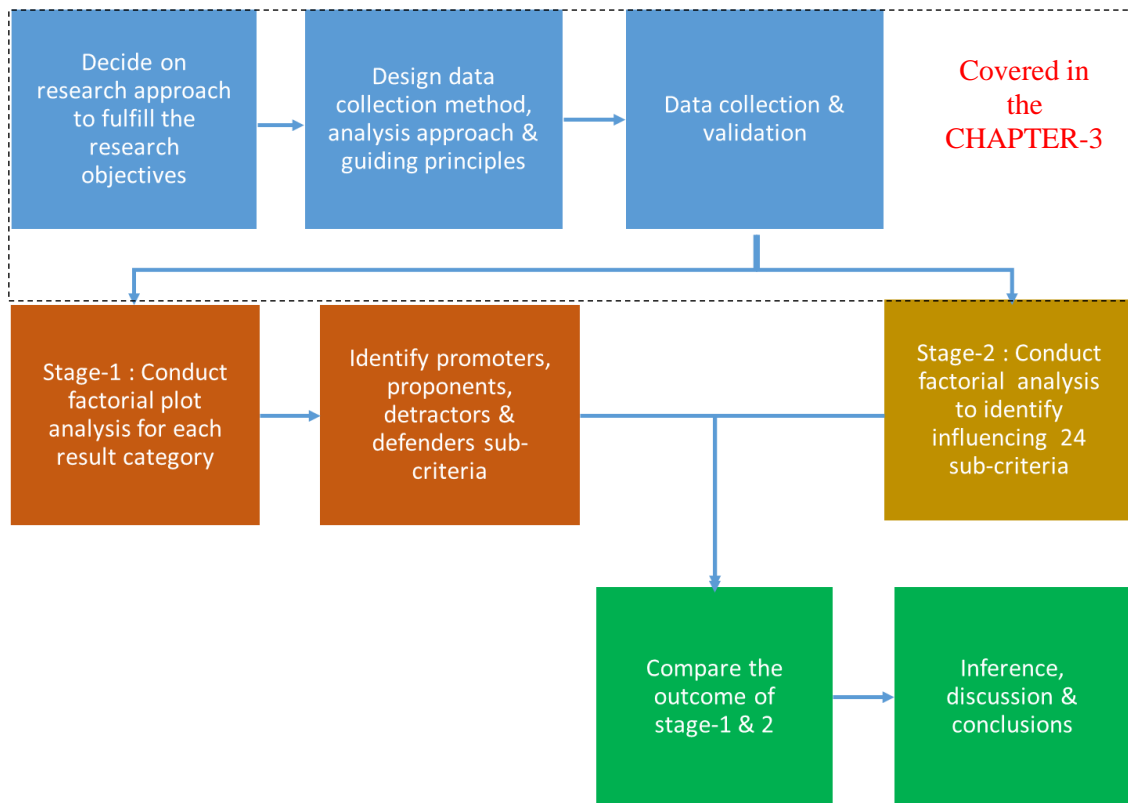 Decide on
research approach
to fulfill the
research
objectives
Design data
collection method,
analysis approach &
guiding principles
Data collection &
validation
Covered in
the
CHAPTER-3
Stage-1 : Conduct
factorial plot
analysis for each
result category
Identify promoters,
proponents,
detractors &
defenders sub-
criteria
Stage-2 : Conduct
factorial analysis
to identify
influencing 24
sub-criteria
Compare the
outcome of
stage-1 & 2
Inference,
discussion &
conclusions